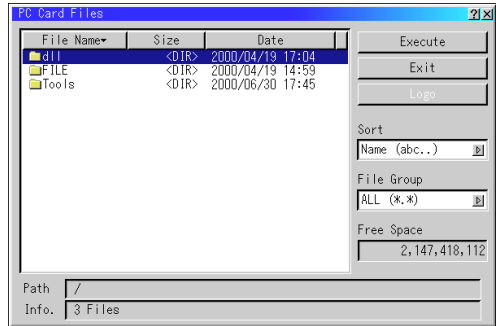 PC Card Files
? x
File Name▾ Size Date
dll <DIR> 2000/04/19 17:04
FILE <DIR> 2000/04/19 14:59
Tools <DIR> 2000/06/30 17:45
Execute
Exit
Logo
Sort
Name (abc..)
File Group
ALL (*.*)
Free Space
2,147,418,112
Path /
Info. 3 Files